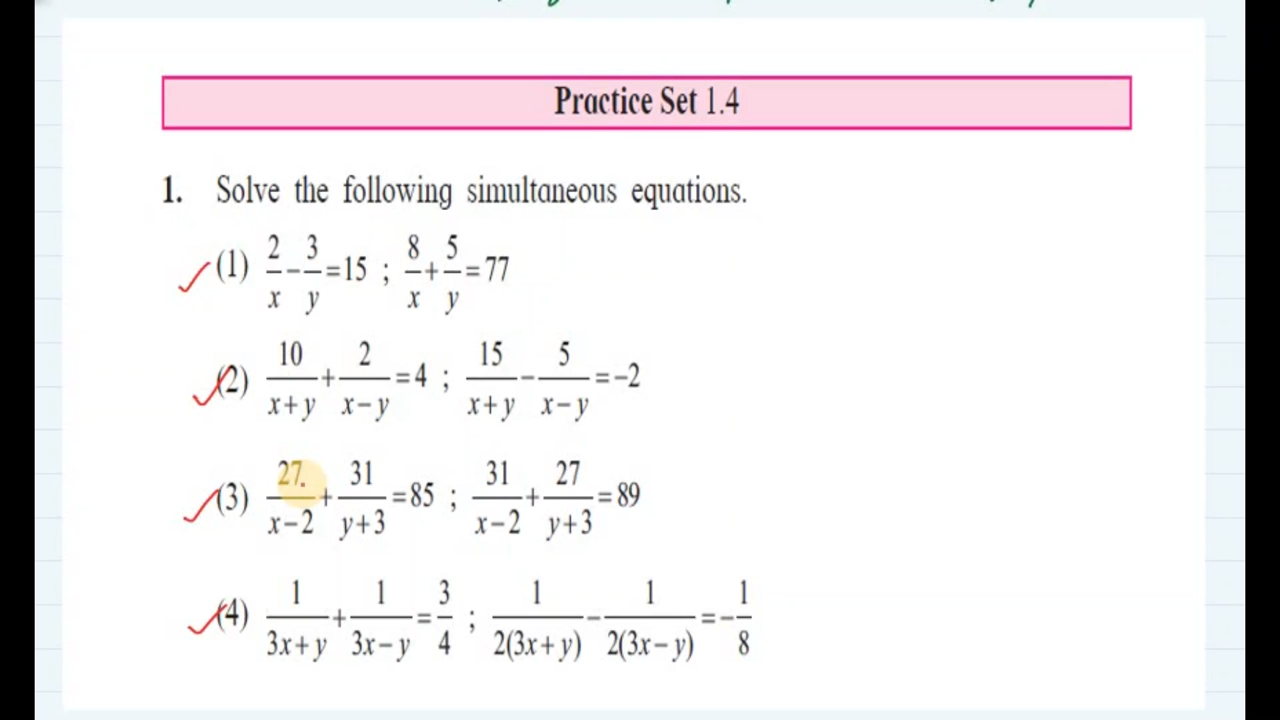 Practice Set 1.4
1. Solve the following simultaneous equations.
(1) 2/x - 3/y = 15 ; 8/x + 5/y = 77
(2) 10/(x+y) + 2/(x-y) = 4 ; 15/(x+y) - 5/(x-y) = -2
(3) 27/(x-2) + 31/(y+3) = 85 ; 31/(x-2) + 27/(y+3) = 89
(4) 1/(3x+y) + 1/(3x-y) = 3/4 ; 1/2(3x+y) - 1/2(3x-y) = -1/8